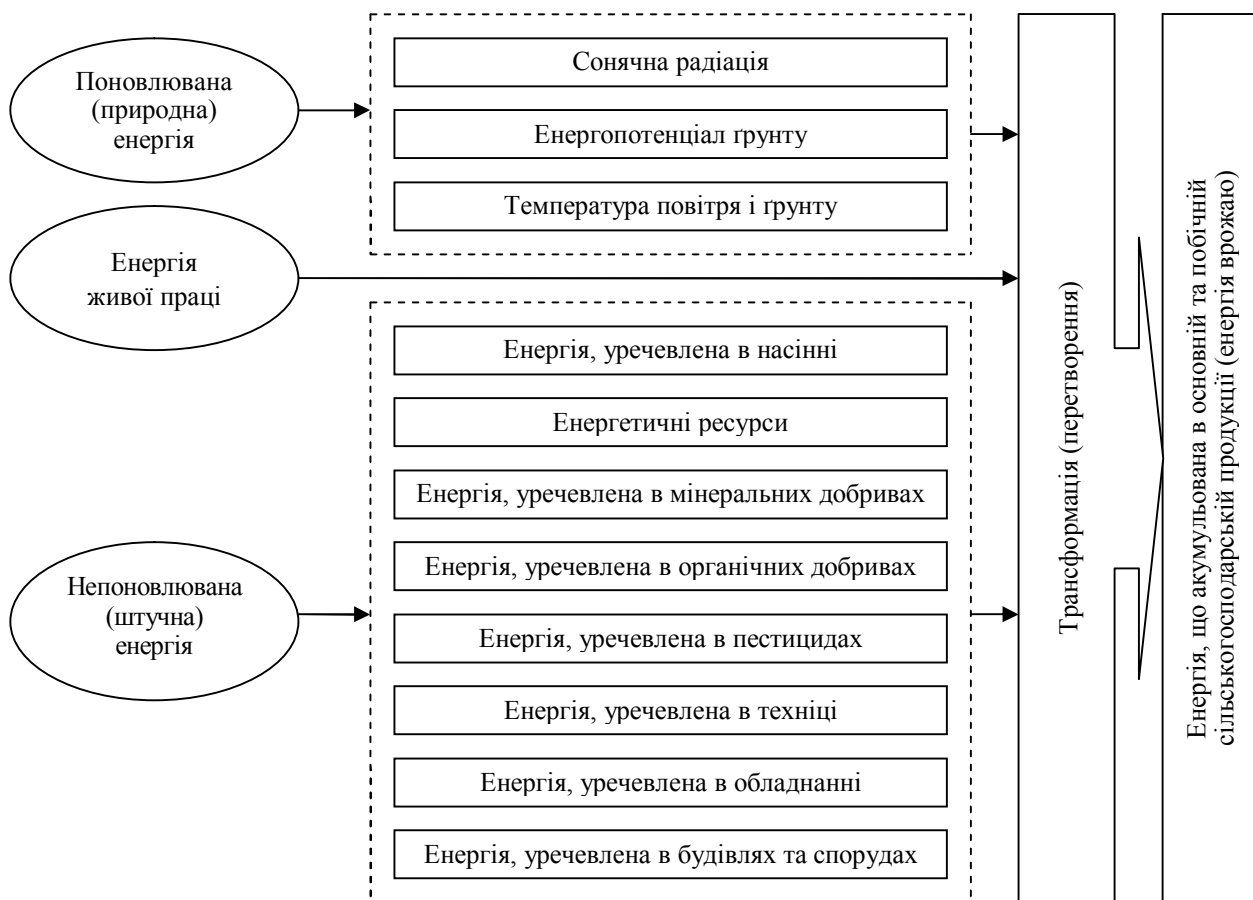 Поновлювана
(природна)
енергія
Сонячна радіація
Енергопотенціал ґрунту
Температура повітря і ґрунту
Енергія
живої праці
Непоновлювана
(штучна)
енергія
Енергія, уречевлена в насінні
Енергетичні ресурси
Енергія, уречевлена в мінеральних добривах
Енергія, уречевлена в органічних добривах
Енергія, уречевлена в пестицидах
Енергія, уречевлена в техніці
Енергія, уречевлена в обладнанні
Енергія, уречевлена в будівлях та спорудах
Трансформація (перетворення)
Енергія, що акумульована в основній та побічній
сільськогосподарській продукції (енергія врожаю)